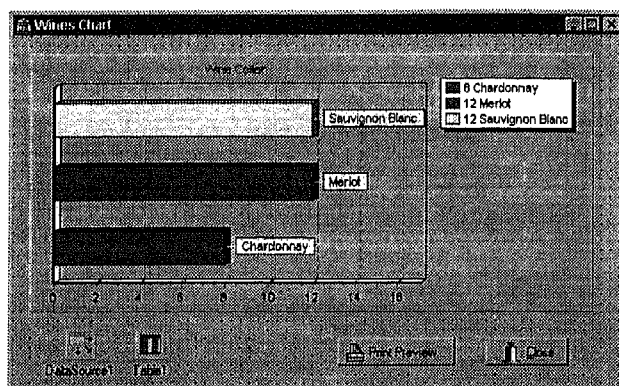 Wines Chart
Wine Color
Sauvignon Blanc
Merlot
Chardonnay
8 Chardonnay
12 Merlot
12 Sauvignon Blanc
0 2 4 6 8 10 12 14 16
DataSource1
Table1
Print Preview
Close